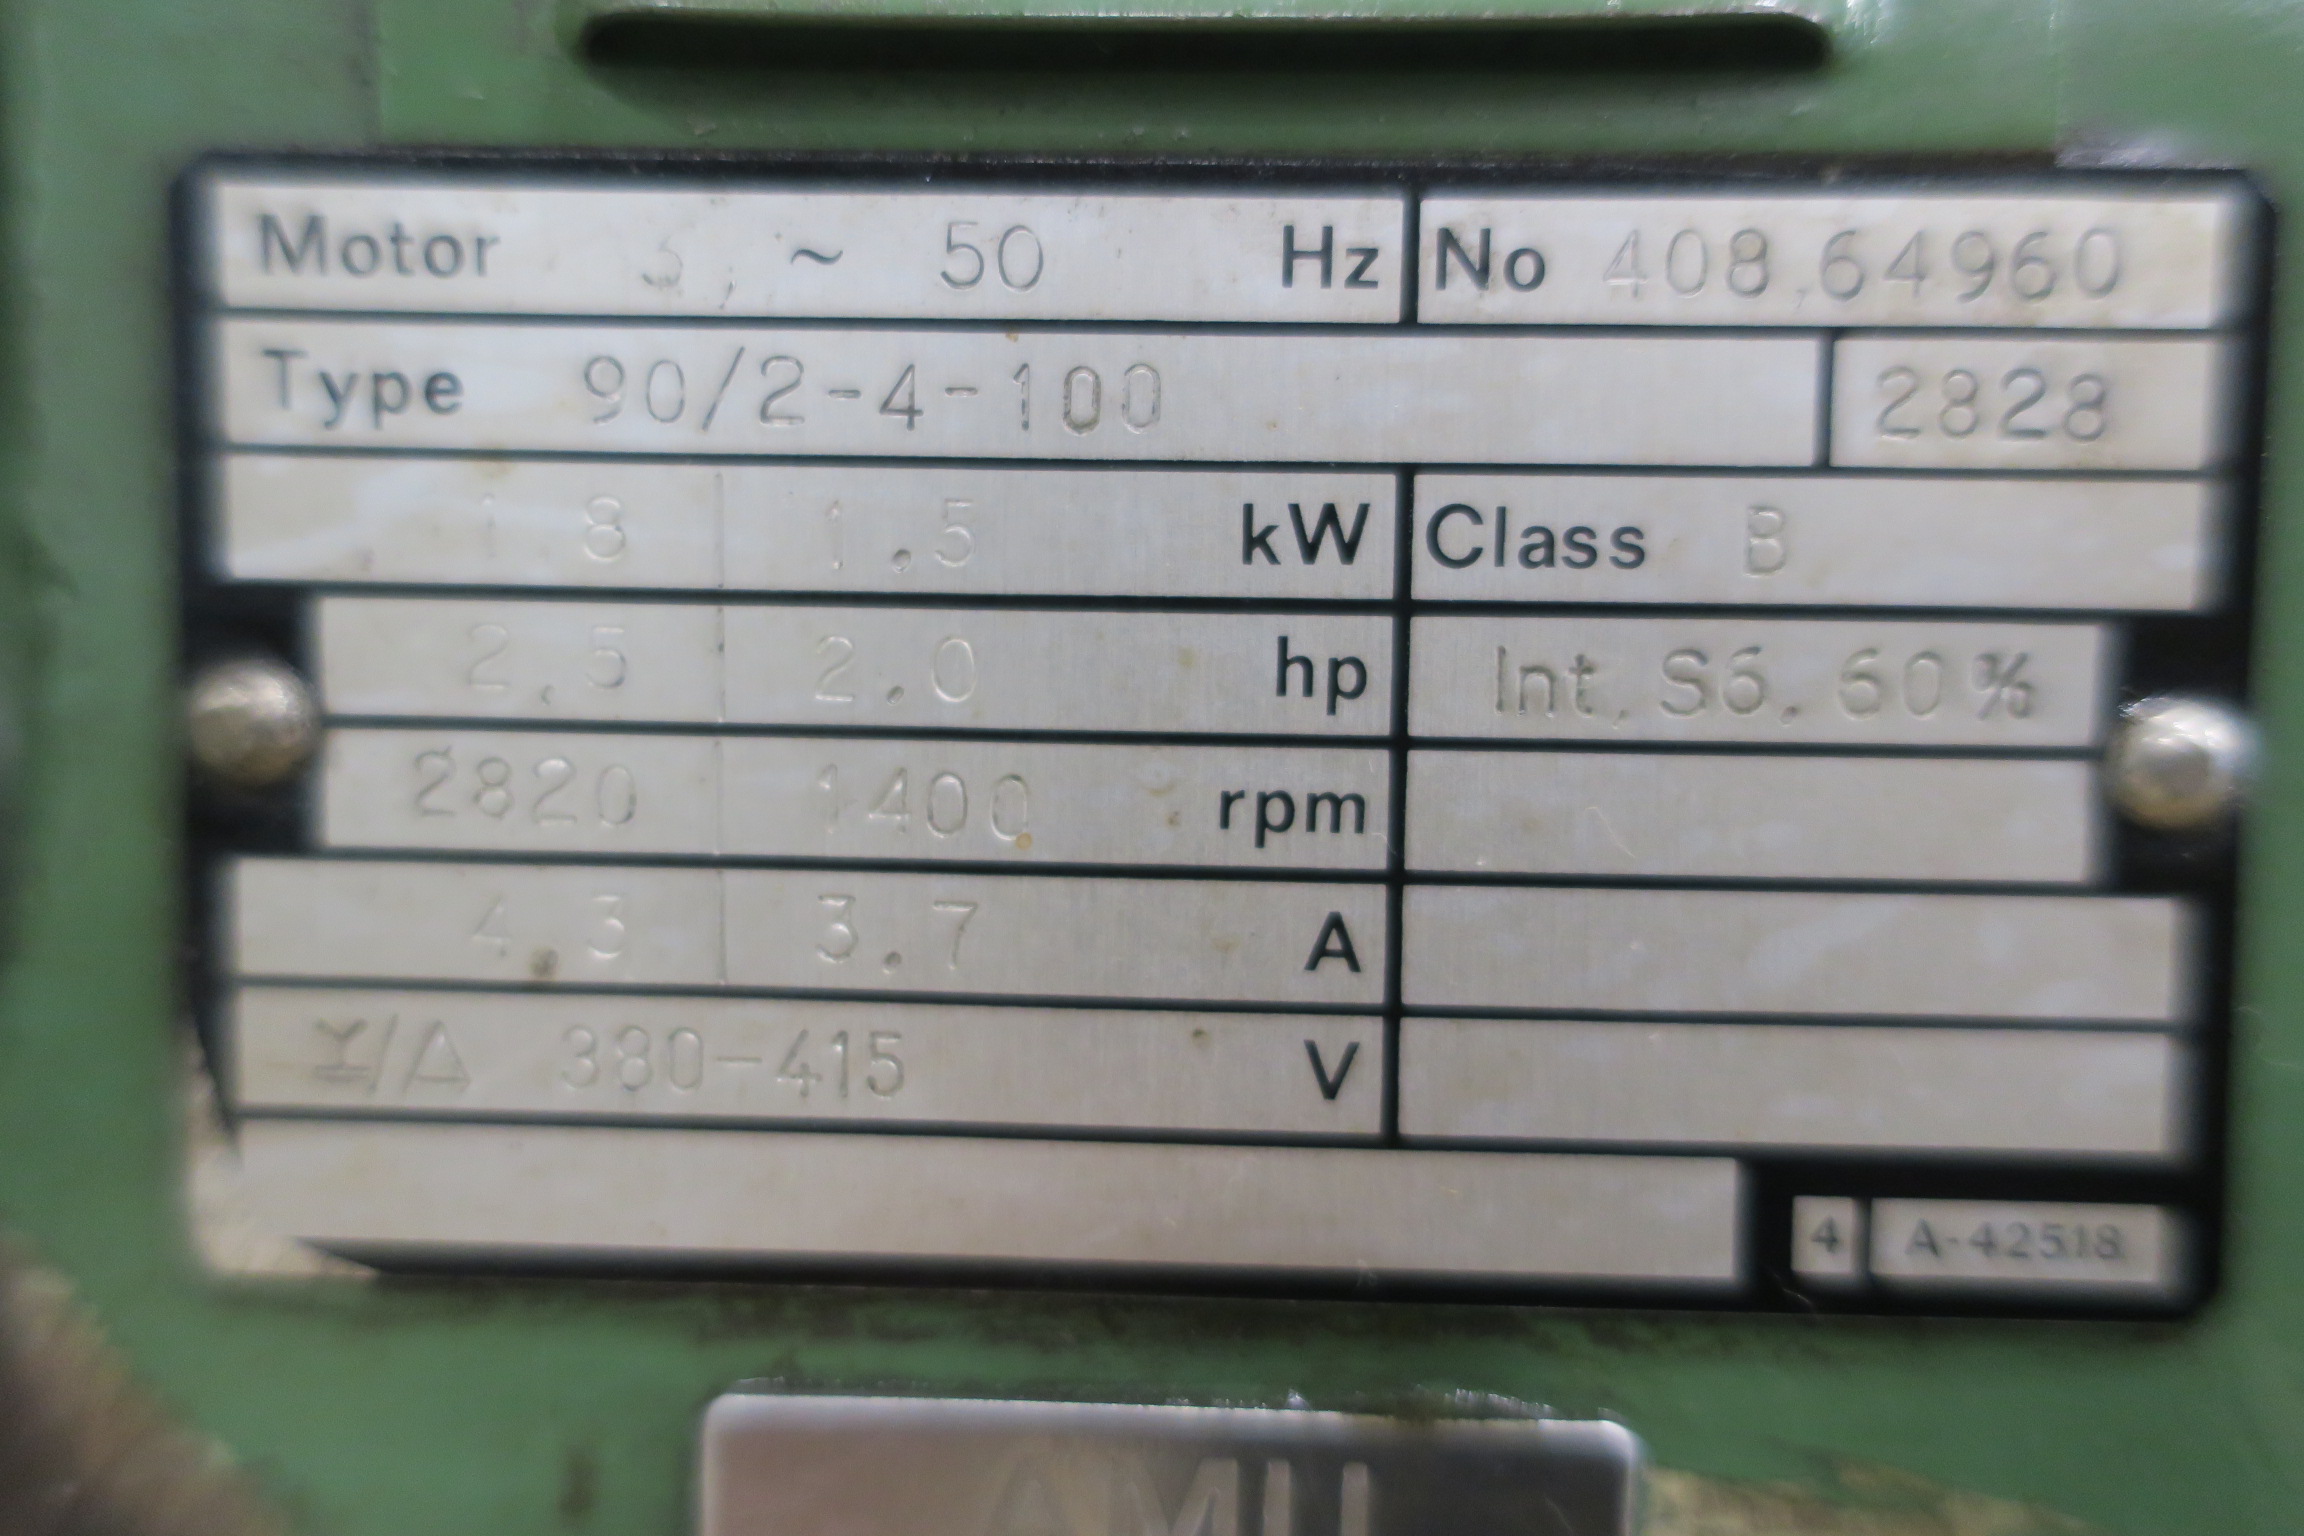 Motor 3 ~ 50 Hz No 408.64960
Type 90/2-4-100 2828
1.8 1.5 kW Class B
2.5 2.0 hp Int. S6. 60%
2820 1400 rpm
4.3 3.7 A
Y/Δ 380-415 V
4 A-42518